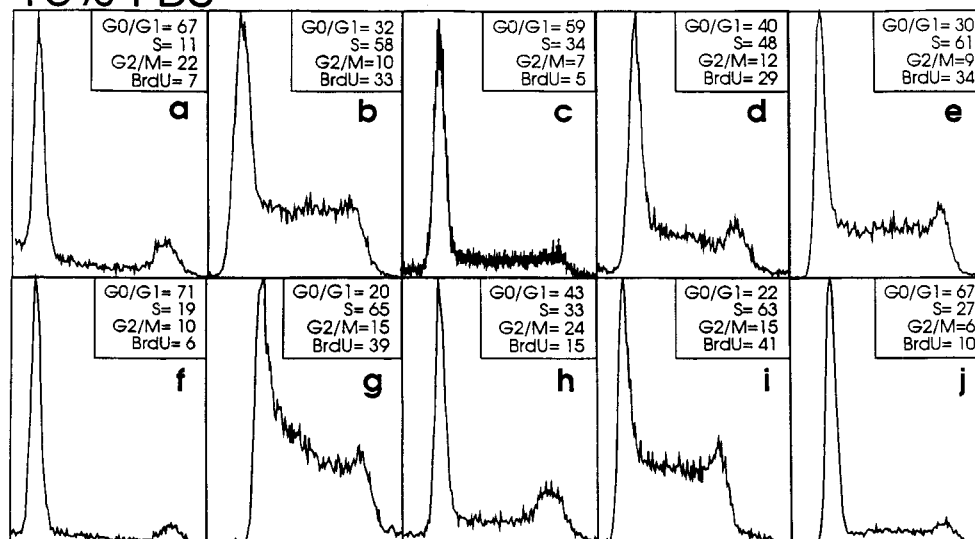 G0/G1= 67
S= 11
G2/M= 22
BrdU= 7
a
G0/G1= 32
S= 58
G2/M=10
BrdU= 33
b
G0/G1= 59
S= 34
G2/M=7
BrdU= 5
c
G0/G1= 40
S= 48
G2/M=12
BrdU= 29
d
G0/G1= 30
S= 61
G2/M=9
BrdU= 34
e
G0/G1= 71
S= 19
G2/M= 10
BrdU= 6
f
G0/G1= 20
S= 65
G2/M=15
BrdU= 39
g
G0/G1= 43
S= 33
G2/M= 24
BrdU= 15
h
G0/G1= 22
S= 63
G2/M=15
BrdU= 41
i
G0/G1= 67
S= 27
G2/M=6
BrdU= 10
j